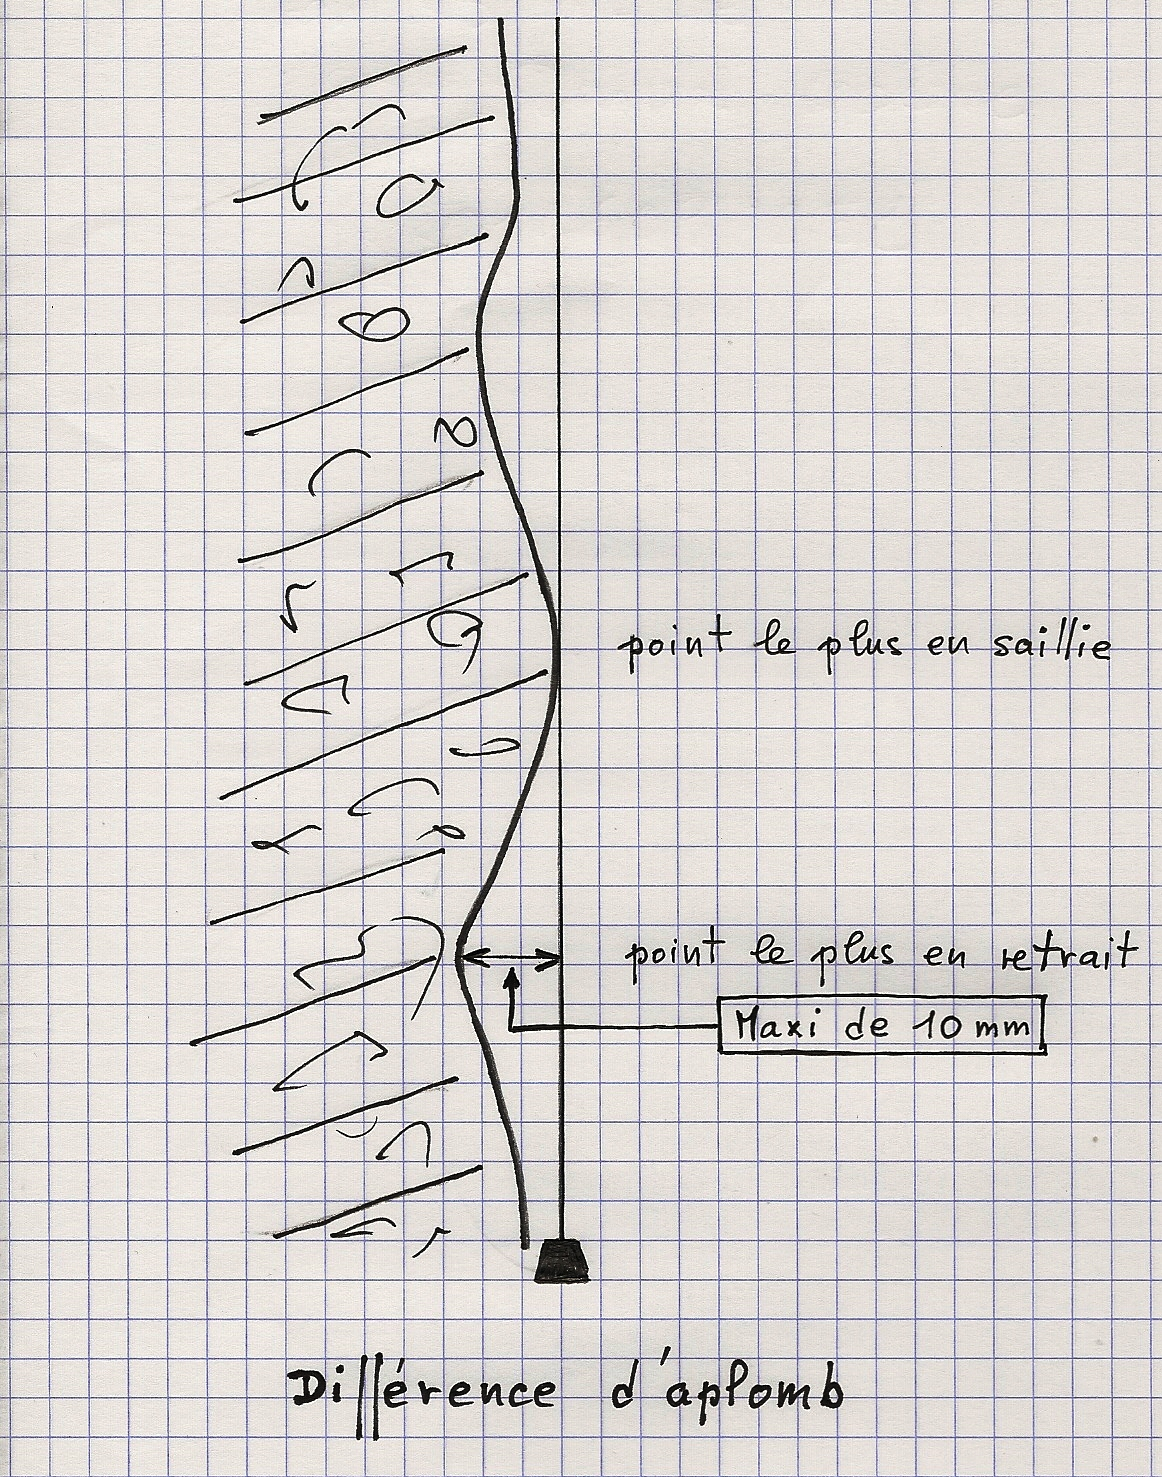 point le plus en saillie
point le plus en retrait
Maxi de 10 mm
Différence d'aplomb